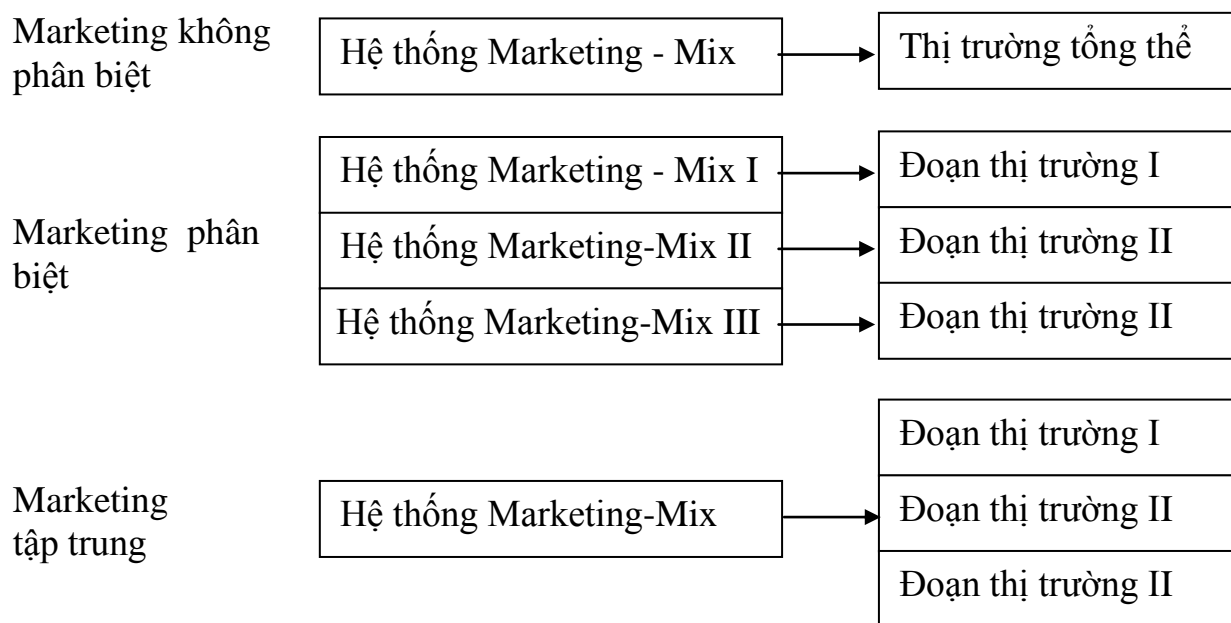 Marketing không
phân biệt
Hệ thống Marketing - Mix
Thị trường tổng thể
Marketing phân
biệt
Hệ thống Marketing - Mix I
Đoạn thị trường I
Hệ thống Marketing-Mix II
Đoạn thị trường II
Hệ thống Marketing-Mix III
Đoạn thị trường II
Marketing
tập trung
Hệ thống Marketing-Mix
Đoạn thị trường I
Đoạn thị trường II
Đoạn thị trường II